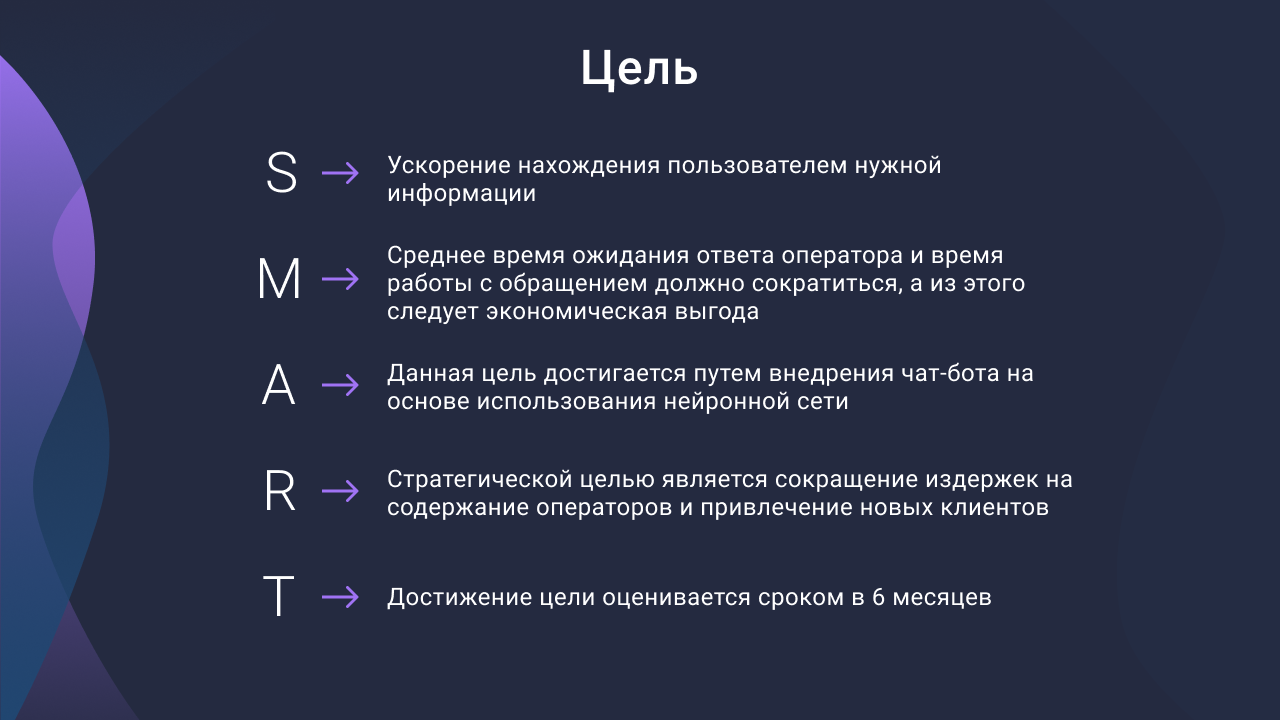 Цель
S → Ускорение нахождения пользователем нужной
информации
M → Среднее время ожидания ответа оператора и время
работы с обращением должно сократиться, а из этого
следует экономическая выгода
A → Данная цель достигается путем внедрения чат-бота на
основе использования нейронной сети
R → Стратегической целью является сокращение издержек на
содержание операторов и привлечение новых клиентов
T → Достижение цели оценивается сроком в 6 месяцев